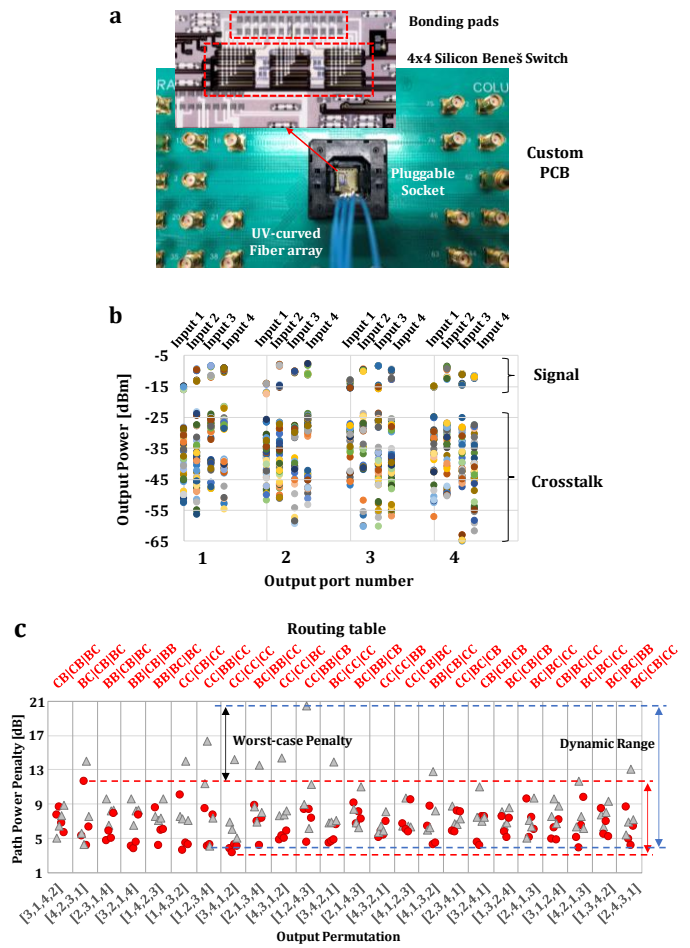 a
Bonding pads
4x4 Silicon Beneš Switch
RA
COLU
Custom
PCB
Pluggable
Socket
UV-curved
Fiber array
b
Input 1
Input 2
Input 3
Input 4
Input 1
Input 2
Input 3
Input 4
Input 1
Input 2
Input 3
Input 4
Input 1
Input 2
Input 3
Input 4
Output Power [dBm]
-5
-15
-25
-35
-45
-55
-65
Signal
Crosstalk
1 2 3 4
Output port number
c
Routing table
CB|CB|BC
BC|CB|BC
BB|CB|BC
BB|CB|BB
BB|BC|BC
CC|CB|CC
CC|BB|CC
CC|CC|CC
BC|BB|CC
CC|CC|BC
CC|BB|CB
BC|CC|CC
BC|BB|CB
CC|CC|BB
CC|CB|BC
BB|CB|CC
CC|BC|CB
CB|BC|CB
BC|CB|CB
BC|BC|CC
CB|BC|CC
BC|BC|CC
BC|BC|BB
BC|CB|CC
Path Power Penalty [dB]
21
17
13
9
5
1
Worst-case Penalty
Dynamic Range
[3,1,4,2]
[4,2,3,1]
[2,3,1,4]
[3,2,1,4]
[1,4,3,2]
[1,2,3,4]
[3,4,1,2]
[2,1,3,4]
[4,3,1,2]
[1,2,4,3]
[3,4,2,1]
[2,1,4,3]
[4,3,2,1]
[4,1,3,2]
[2,3,4,1]
[3,2,4,1]
[1,3,2,4]
[3,1,2,4]
[4,2,1,3]
[1,3,4,2]
[2,4,3,1]
Output Permutation